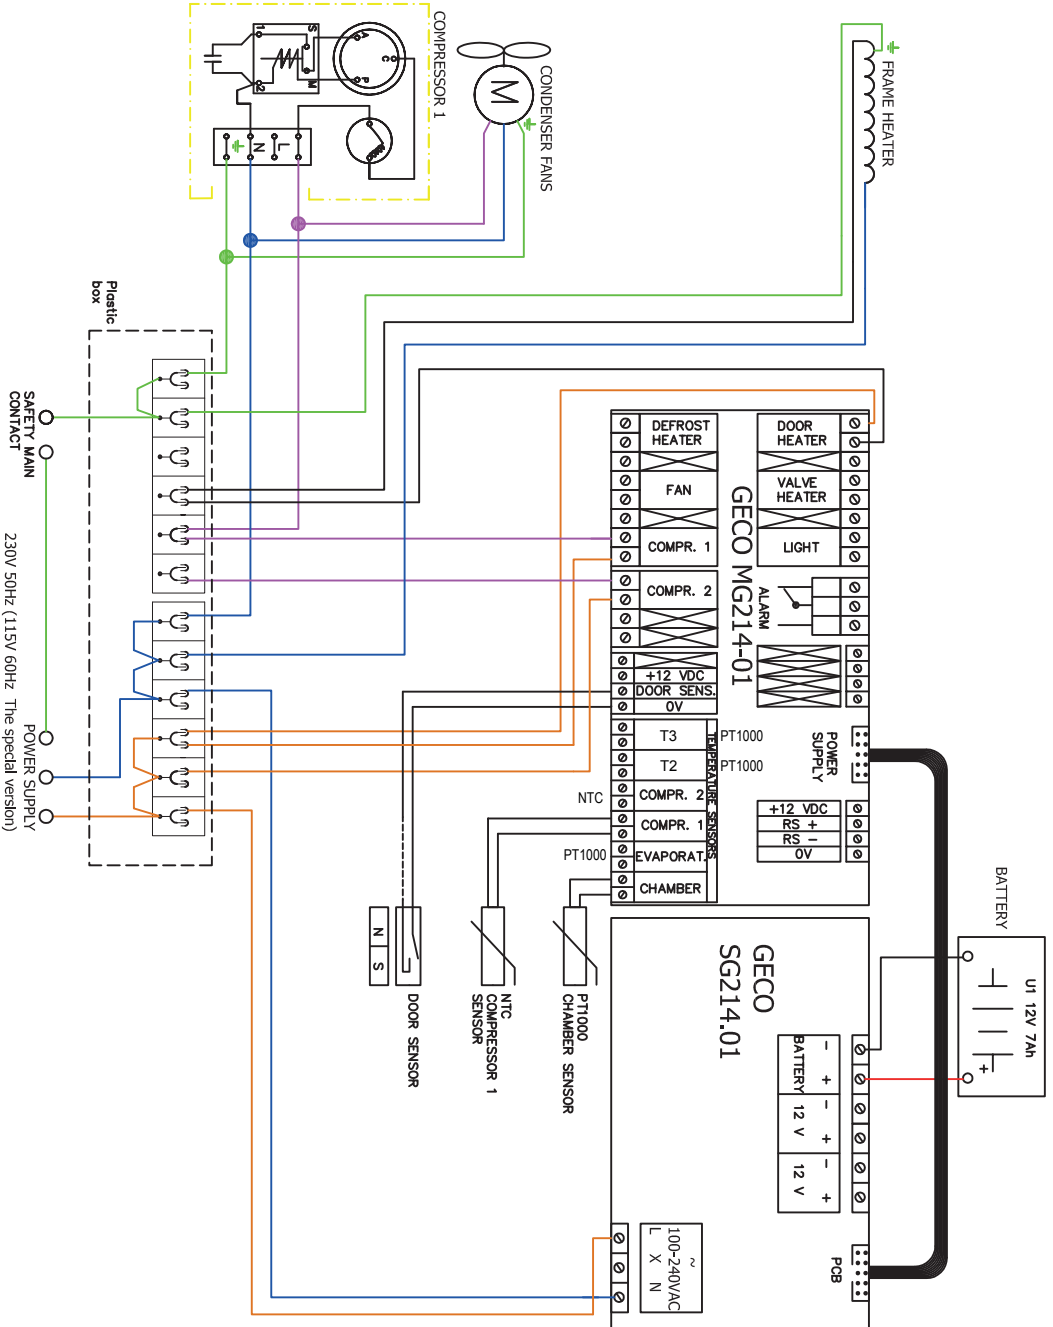 COMPRESSOR 1
1
S
M
2
A
C
P
N
L
M
CONDENSER FANS
FRAME HEATER
Plastic
box
SAFETY MAIN
CONTACT
230V 50Hz (115V 60Hz The special version)
POWER SUPPLY
GECO MG214-01
DEFROST
HEATER
FAN
COMPR. 1
COMPR. 2
+12 VDC
DOOR SENS.
0V
T3
T2
COMPR. 2
COMPR. 1
EVAPORAT.
CHAMBER
TEMPERATURE SENSORS
PT1000
PT1000
NTC
PT1000
DOOR
HEATER
VALVE
HEATER
LIGHT
ALARM
POWER
SUPPLY
+12 VDC
RS +
RS -
0V
N
S
DOOR SENSOR
NTC
COMPRESSOR 1
SENSOR
PT1000
CHAMBER SENSOR
GECO
SG214.01
- +
BATTERY
- +
12 V
- +
12 V
PCB
~
100-240VAC
L X N
BATTERY
U1 12V 7Ah
+